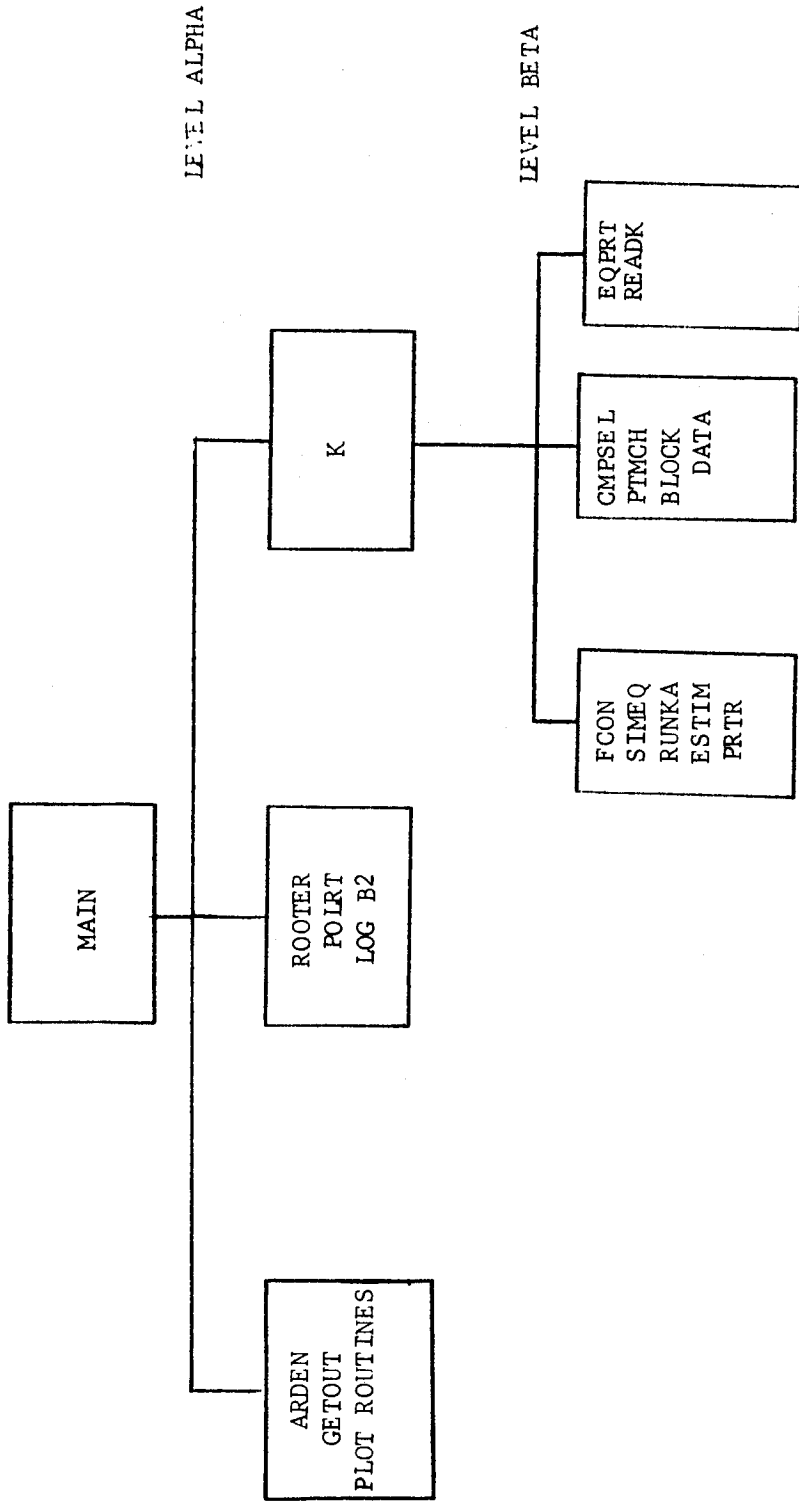 MAIN
LEVEL ALPHA
ARDEN
GETOUT
PLOT ROUTINES
ROOTER
POLRT
LOG B2
K
LEVEL BETA
FCON
SIMEQ
RUNKA
ESTIM
PRTR
CMPSEL
PTMCH
BLOCK
DATA
EQPRT
READK